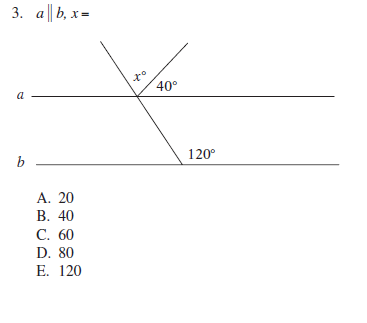 3. a || b, x =
x°
40°
a
120°
b
A. 20
B. 40
C. 60
D. 80
E. 120